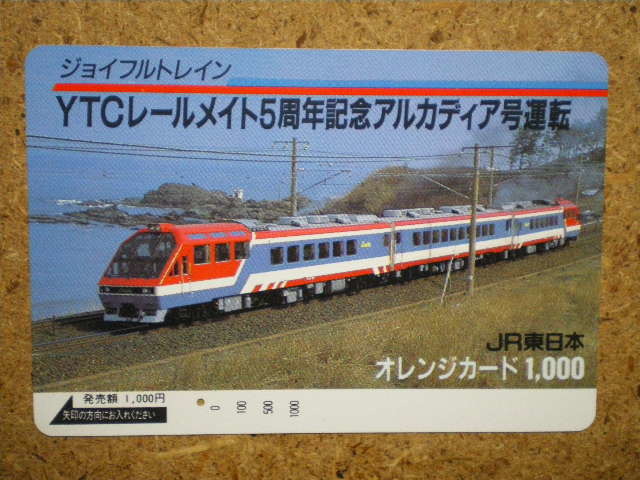 ジョイフルトレイン
YTCレールメイト5周年記念アルカディア号運転
JR東日本
オレンジカード1,000
発売額 1,000円
矢印の方向にお入れください
0 100 500 1000